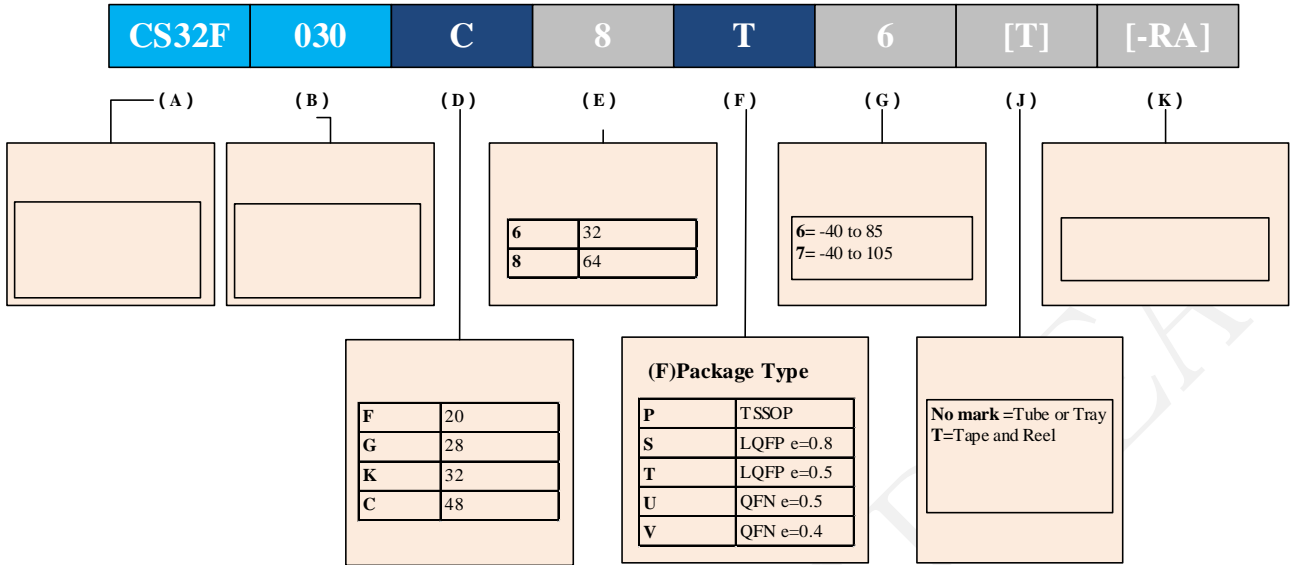 CS32F 030 C 8 T 6 [T] [-RA]
(A) (B) (D) (E) (F) (G) (J) (K)
6 32
8 64
6= -40 to 85
7= -40 to 105
F 20
G 28
K 32
C 48
(F)Package Type
P TSSOP
S LQFP e=0.8
T LQFP e=0.5
U QFN e=0.5
V QFN e=0.4
No mark =Tube or Tray
T=Tape and Reel